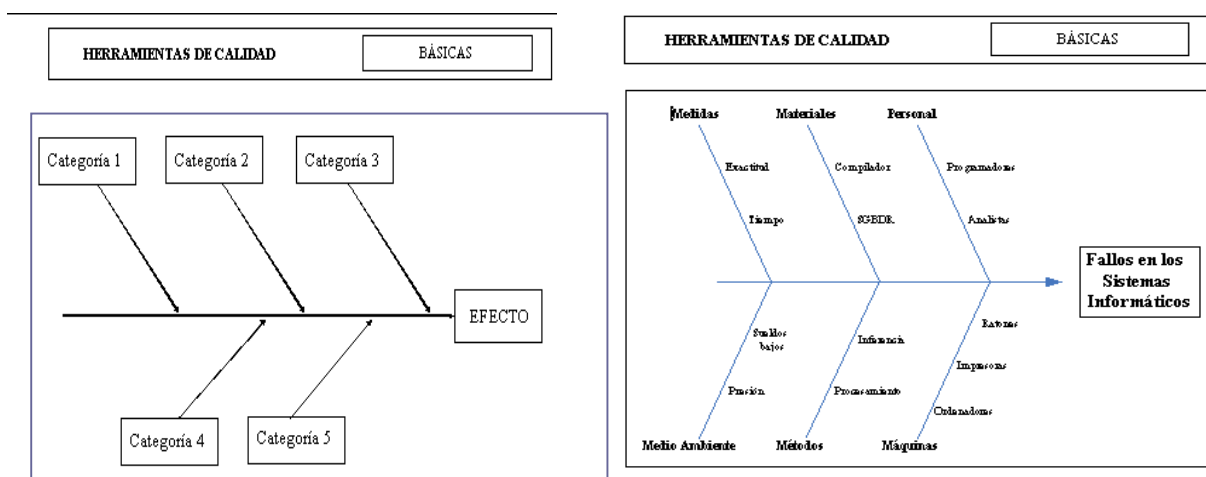 HERRAMIENTAS DE CALIDAD
BÁSICAS
Categoría 1
Categoría 2
Categoría 3
EFECTO
Categoría 4
Categoría 5
HERRAMIENTAS DE CALIDAD
BÁSICAS
Medidas
Materiales
Personal
Exactitud
Compilador
Programadores
Tiempo
SGBDR
Analistas
Fallos en los
Sistemas
Informáticos
Sueldos
bajos
Inferencia
Ratones
Impresoras
Presión
Procesamiento
Ordenadores
Medio Ambiente
Métodos
Máquinas